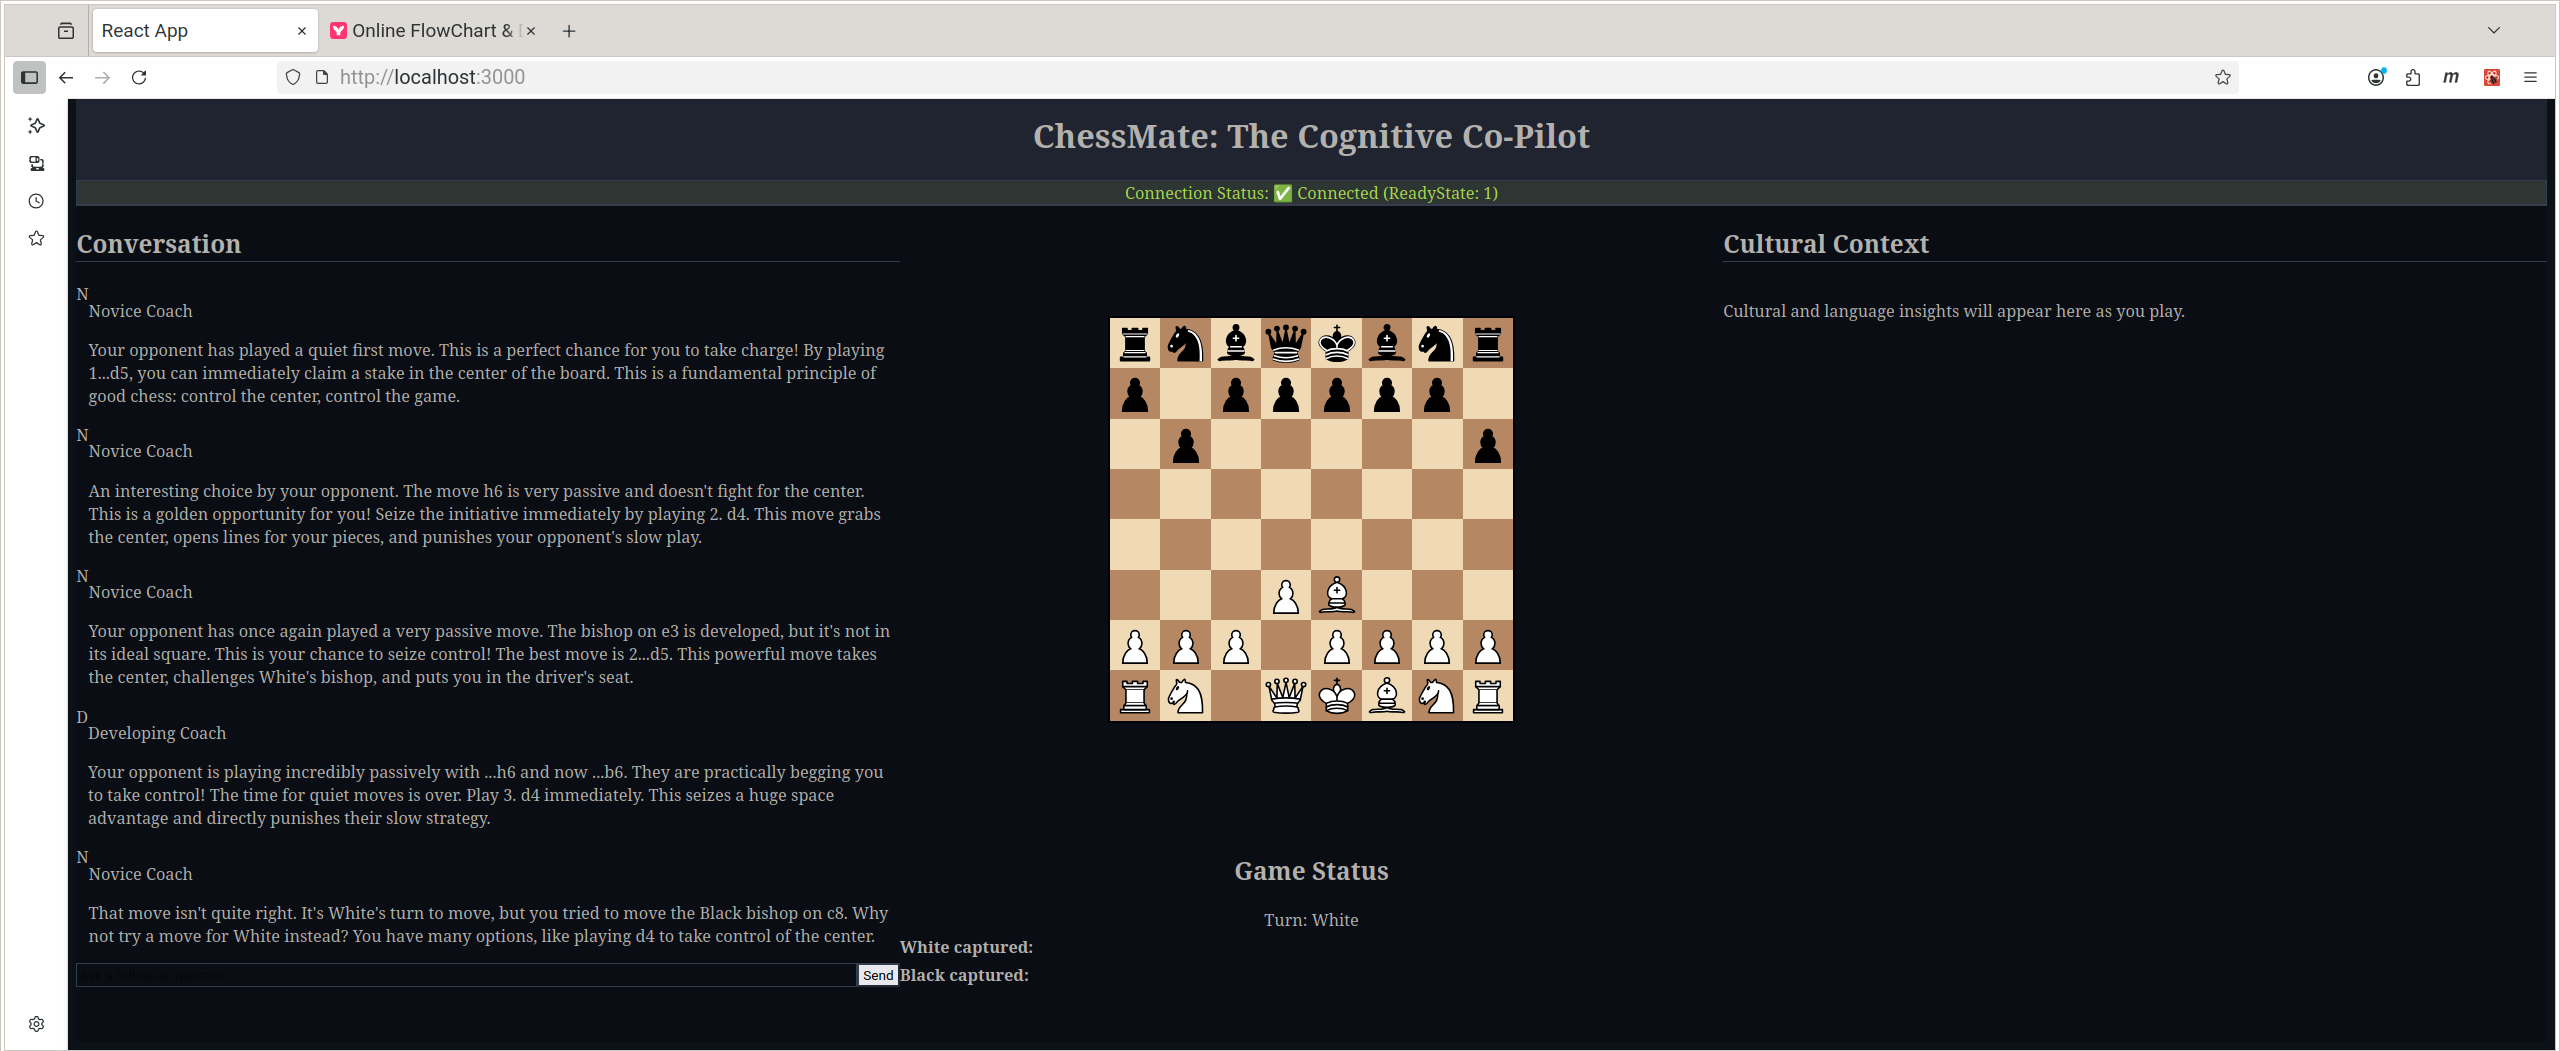 React App
Online FlowChart &
http://localhost:3000
ChessMate: The Cognitive Co-Pilot
Connection Status: ✅ Connected (ReadyState: 1)
Conversation
N
Novice Coach
Your opponent has played a quiet first move. This is a perfect chance for you to take charge! By playing
1...d5, you can immediately claim a stake in the center of the board. This is a fundamental principle of
good chess: control the center, control the game.
N
Novice Coach
An interesting choice by your opponent. The move h6 is very passive and doesn't fight for the center.
This is a golden opportunity for you! Seize the initiative immediately by playing 2. d4. This move grabs
the center, opens lines for your pieces, and punishes your opponent's slow play.
N
Novice Coach
Your opponent has once again played a very passive move. The bishop on e3 is developed, but it's not in
its ideal square. This is your chance to seize control! The best move is 2...d5. This powerful move takes
the center, challenges White's bishop, and puts you in the driver's seat.
D
Developing Coach
Your opponent is playing incredibly passively with ...h6 and now ...b6. They are practically begging you
to take control! The time for quiet moves is over. Play 3. d4 immediately. This seizes a huge space
advantage and directly punishes their slow strategy.
N
Novice Coach
That move isn't quite right. It's White's turn to move, but you tried to move the Black bishop on c8. Why
not try a move for White instead? You have many options, like playing d4 to take control of the center.
Send
Game Status
Turn: White
White captured:
Black captured:
Cultural Context
Cultural and language insights will appear here as you play.